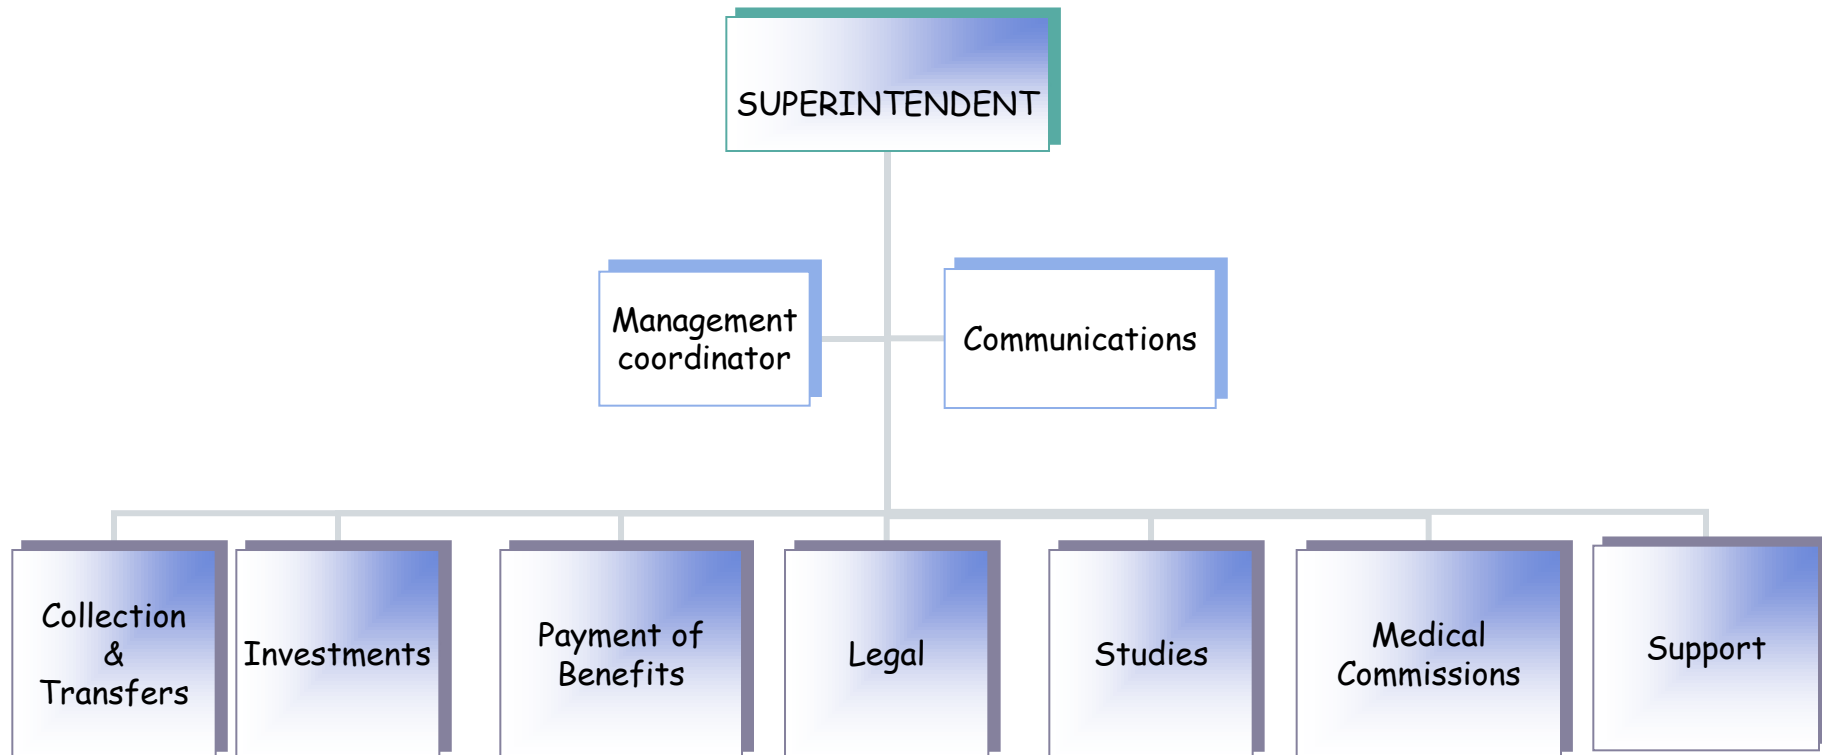 SUPERINTENDENT
Management
coordinator
Communications
Collection
&
Transfers
Investments
Payment of
Benefits
Legal
Studies
Medical
Commissions
Support